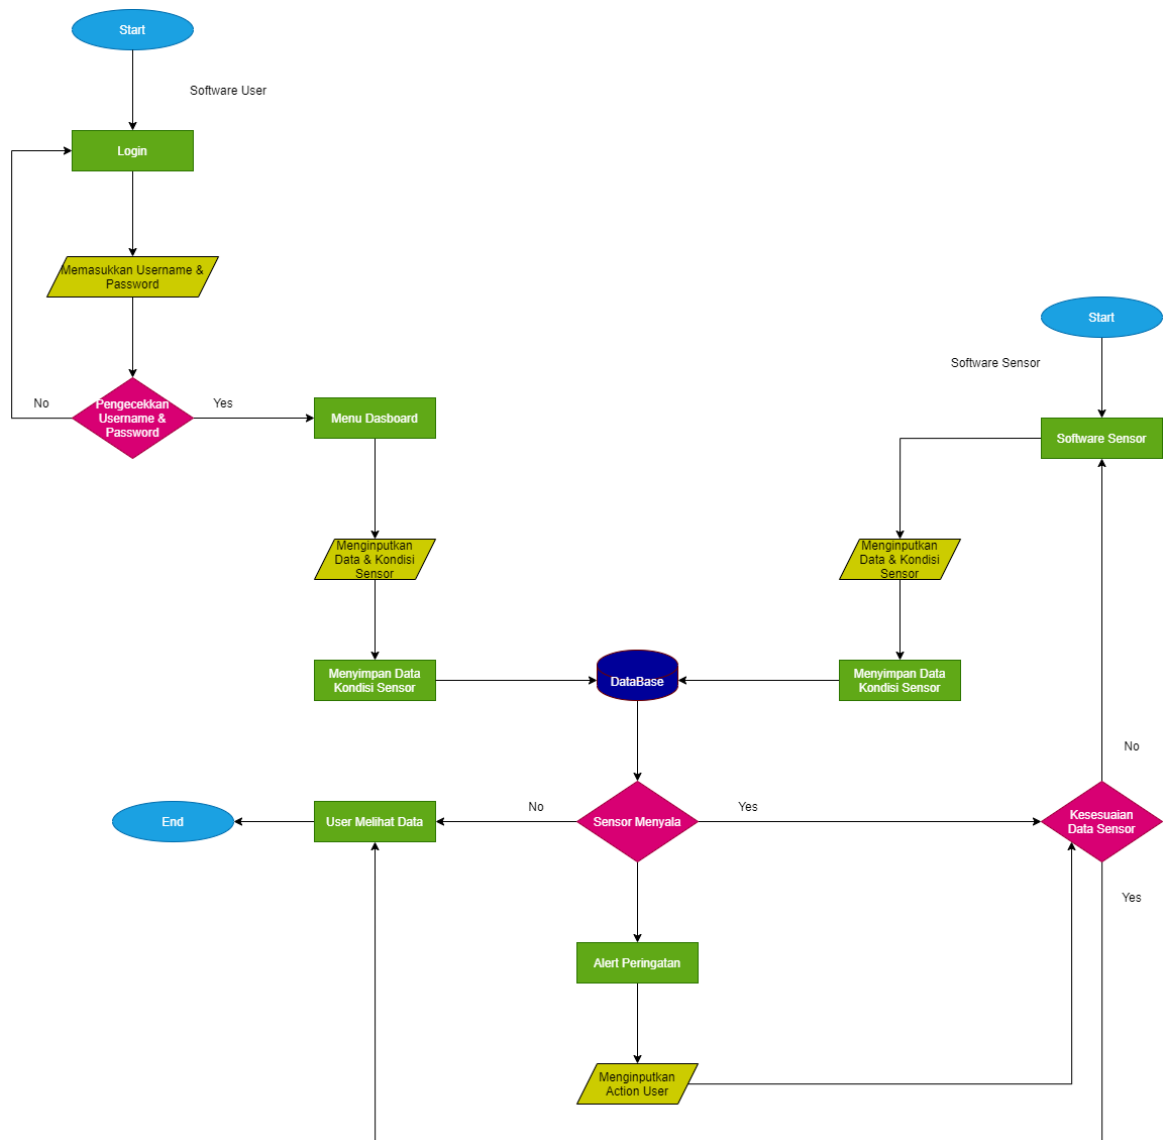 Start
Software User
Login
Memasukkan Username &
Password
Start
Software Sensor
No
Pengecekkan
Username &
Password
Yes
Menu Dasboard
Software Sensor
Menginputkan
Data & Kondisi
Sensor
Menginputkan
Data & Kondisi
Sensor
Menyimpan Data
Kondisi Sensor
DataBase
Menyimpan Data
Kondisi Sensor
No
End
User Melihat Data
No
Sensor Menyala
Yes
Kesesuaian
Data Sensor
Yes
Alert Peringatan
Menginputkan
Action User